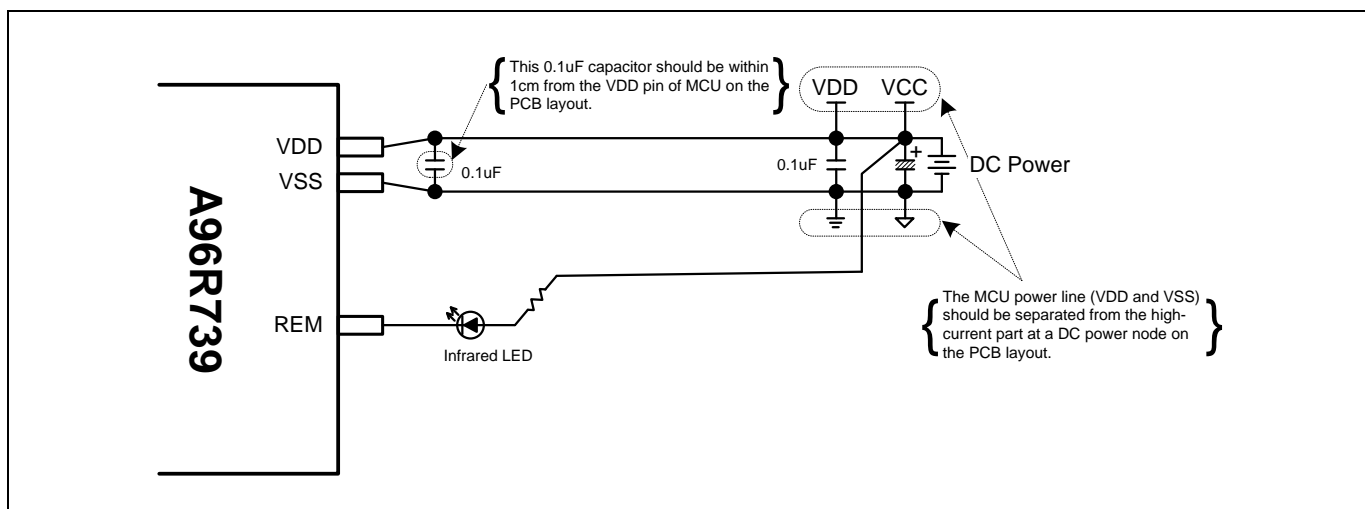 This 0.1uF capacitor should be within
1cm from the VDD pin of MCU on the
PCB layout.
VDD VCC
VDD
0.1uF
0.1uF
+
DC Power
VSS
A96R739
The MCU power line (VDD and VSS)
should be separated from the high-
current part at a DC power node on
the PCB layout.
REM
Infrared LED